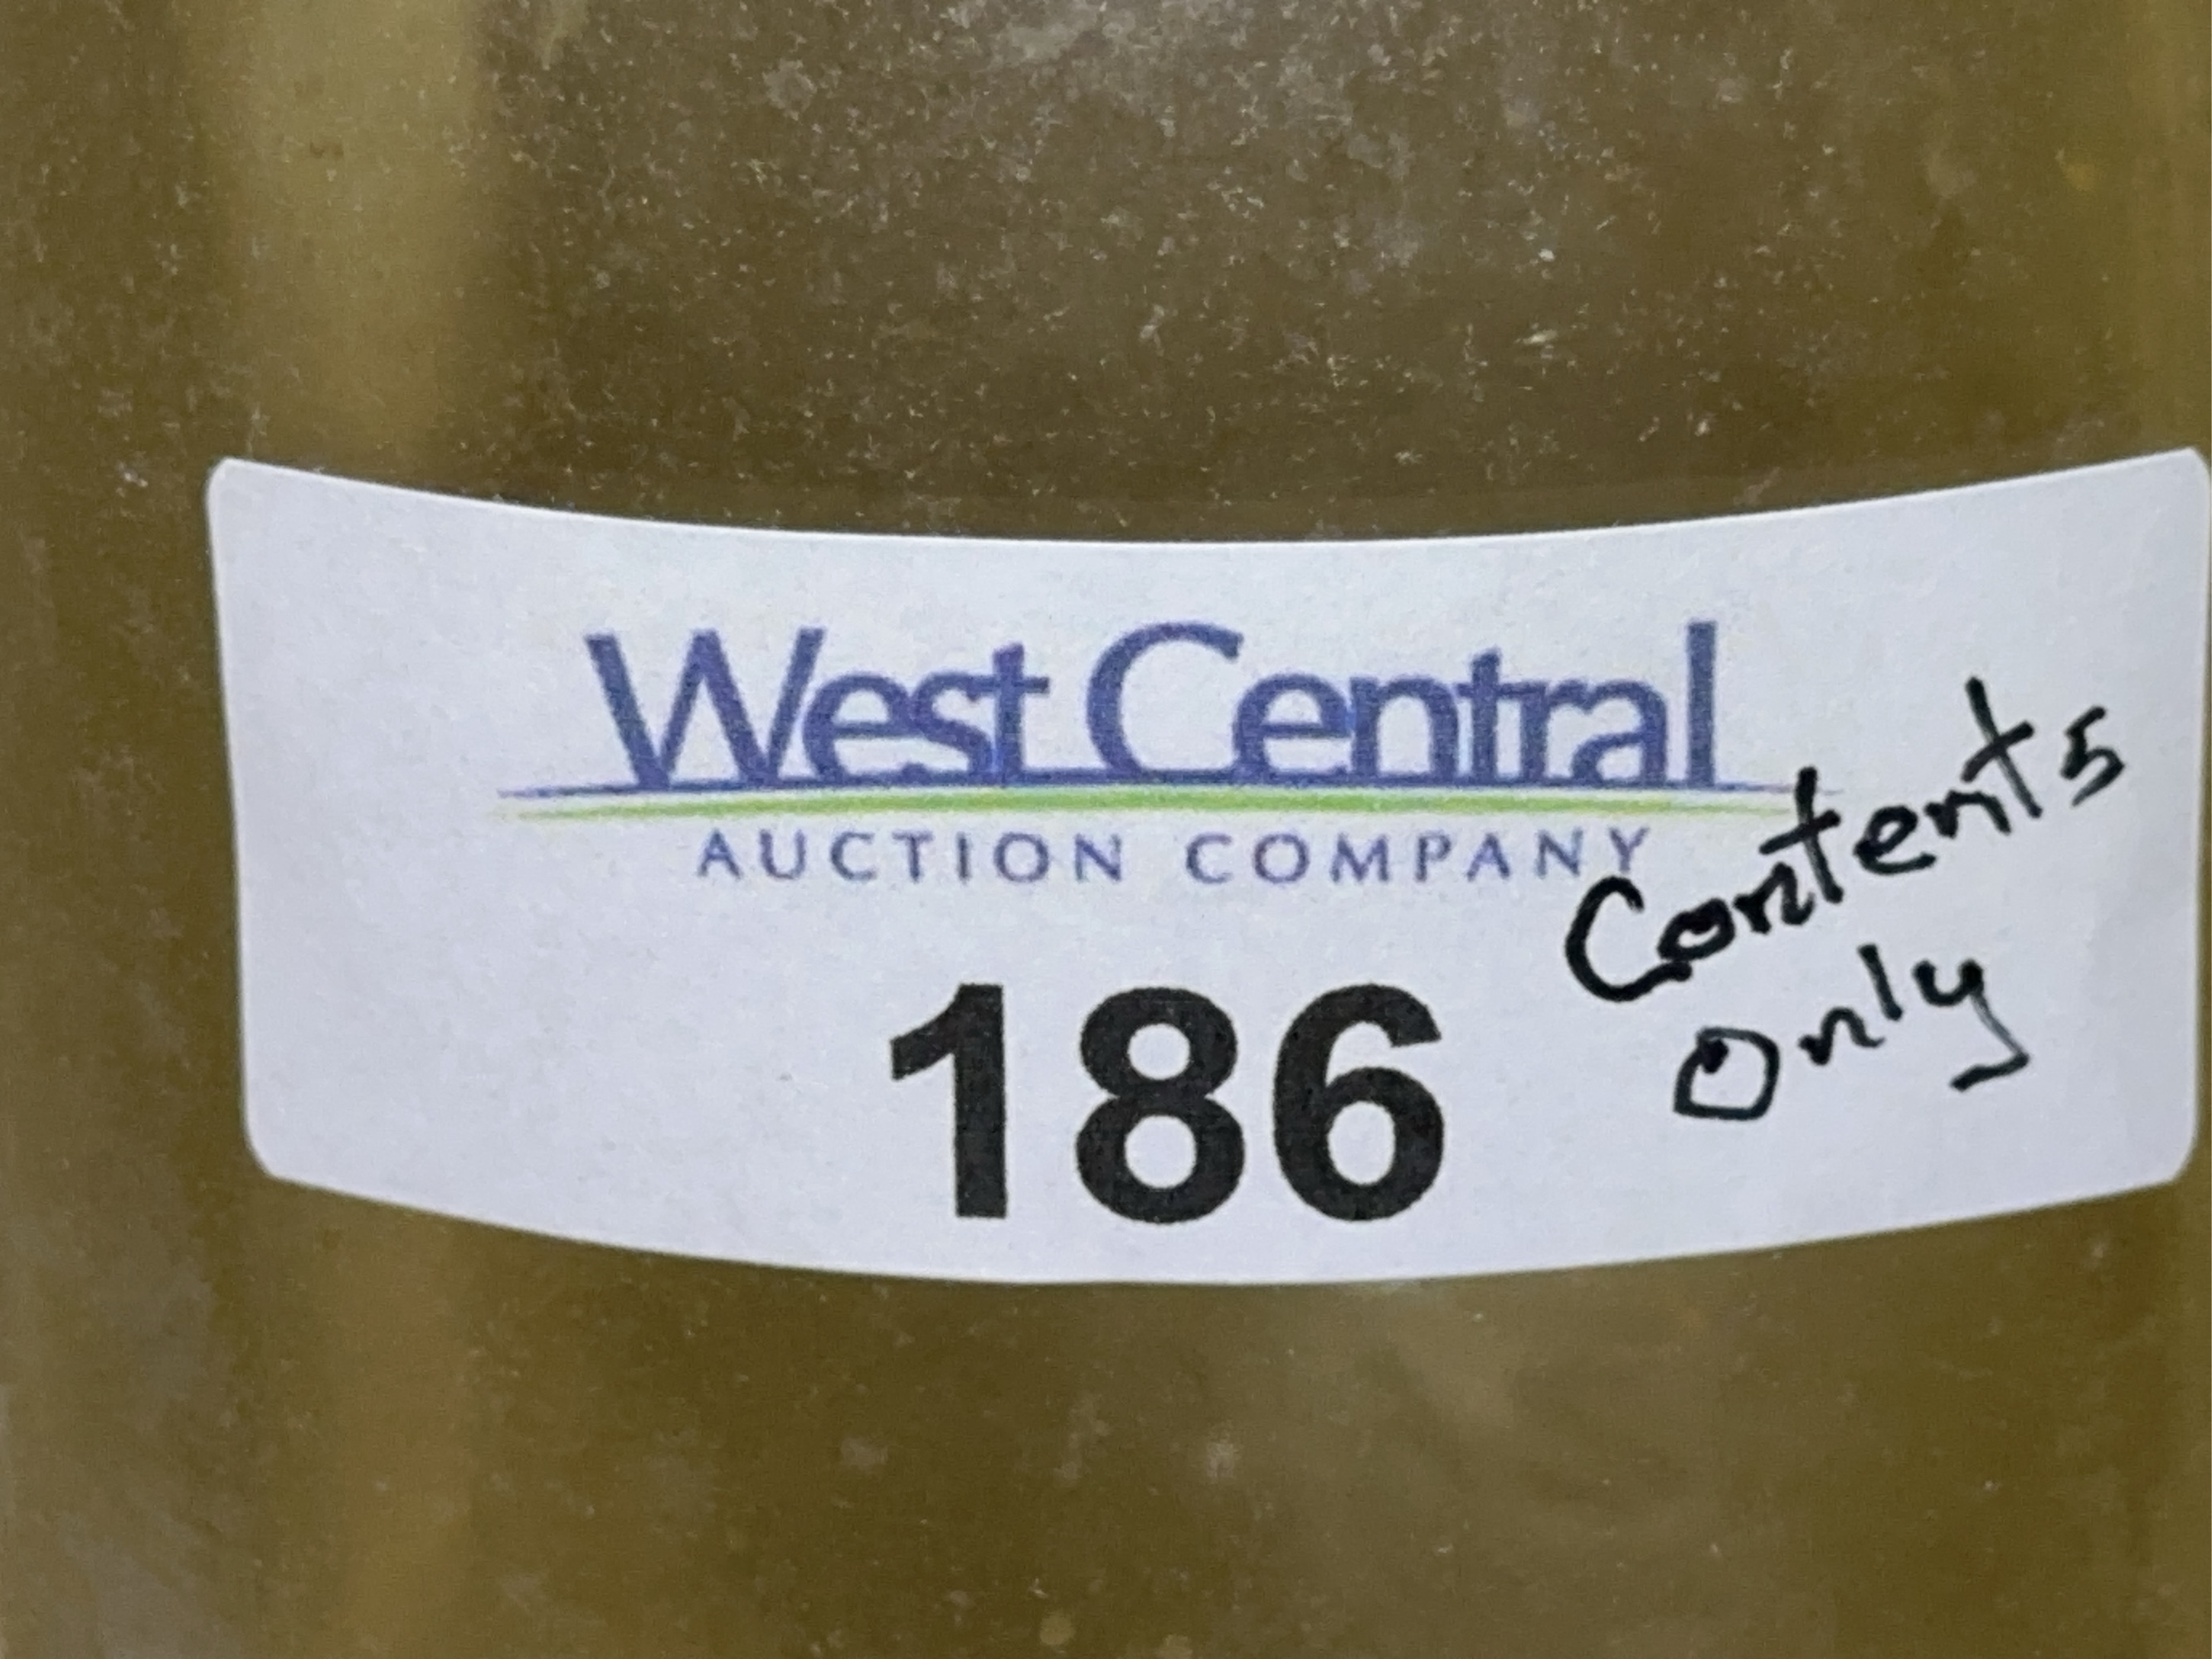 West Central
AUCTION COMPANY
186
Contents
Only